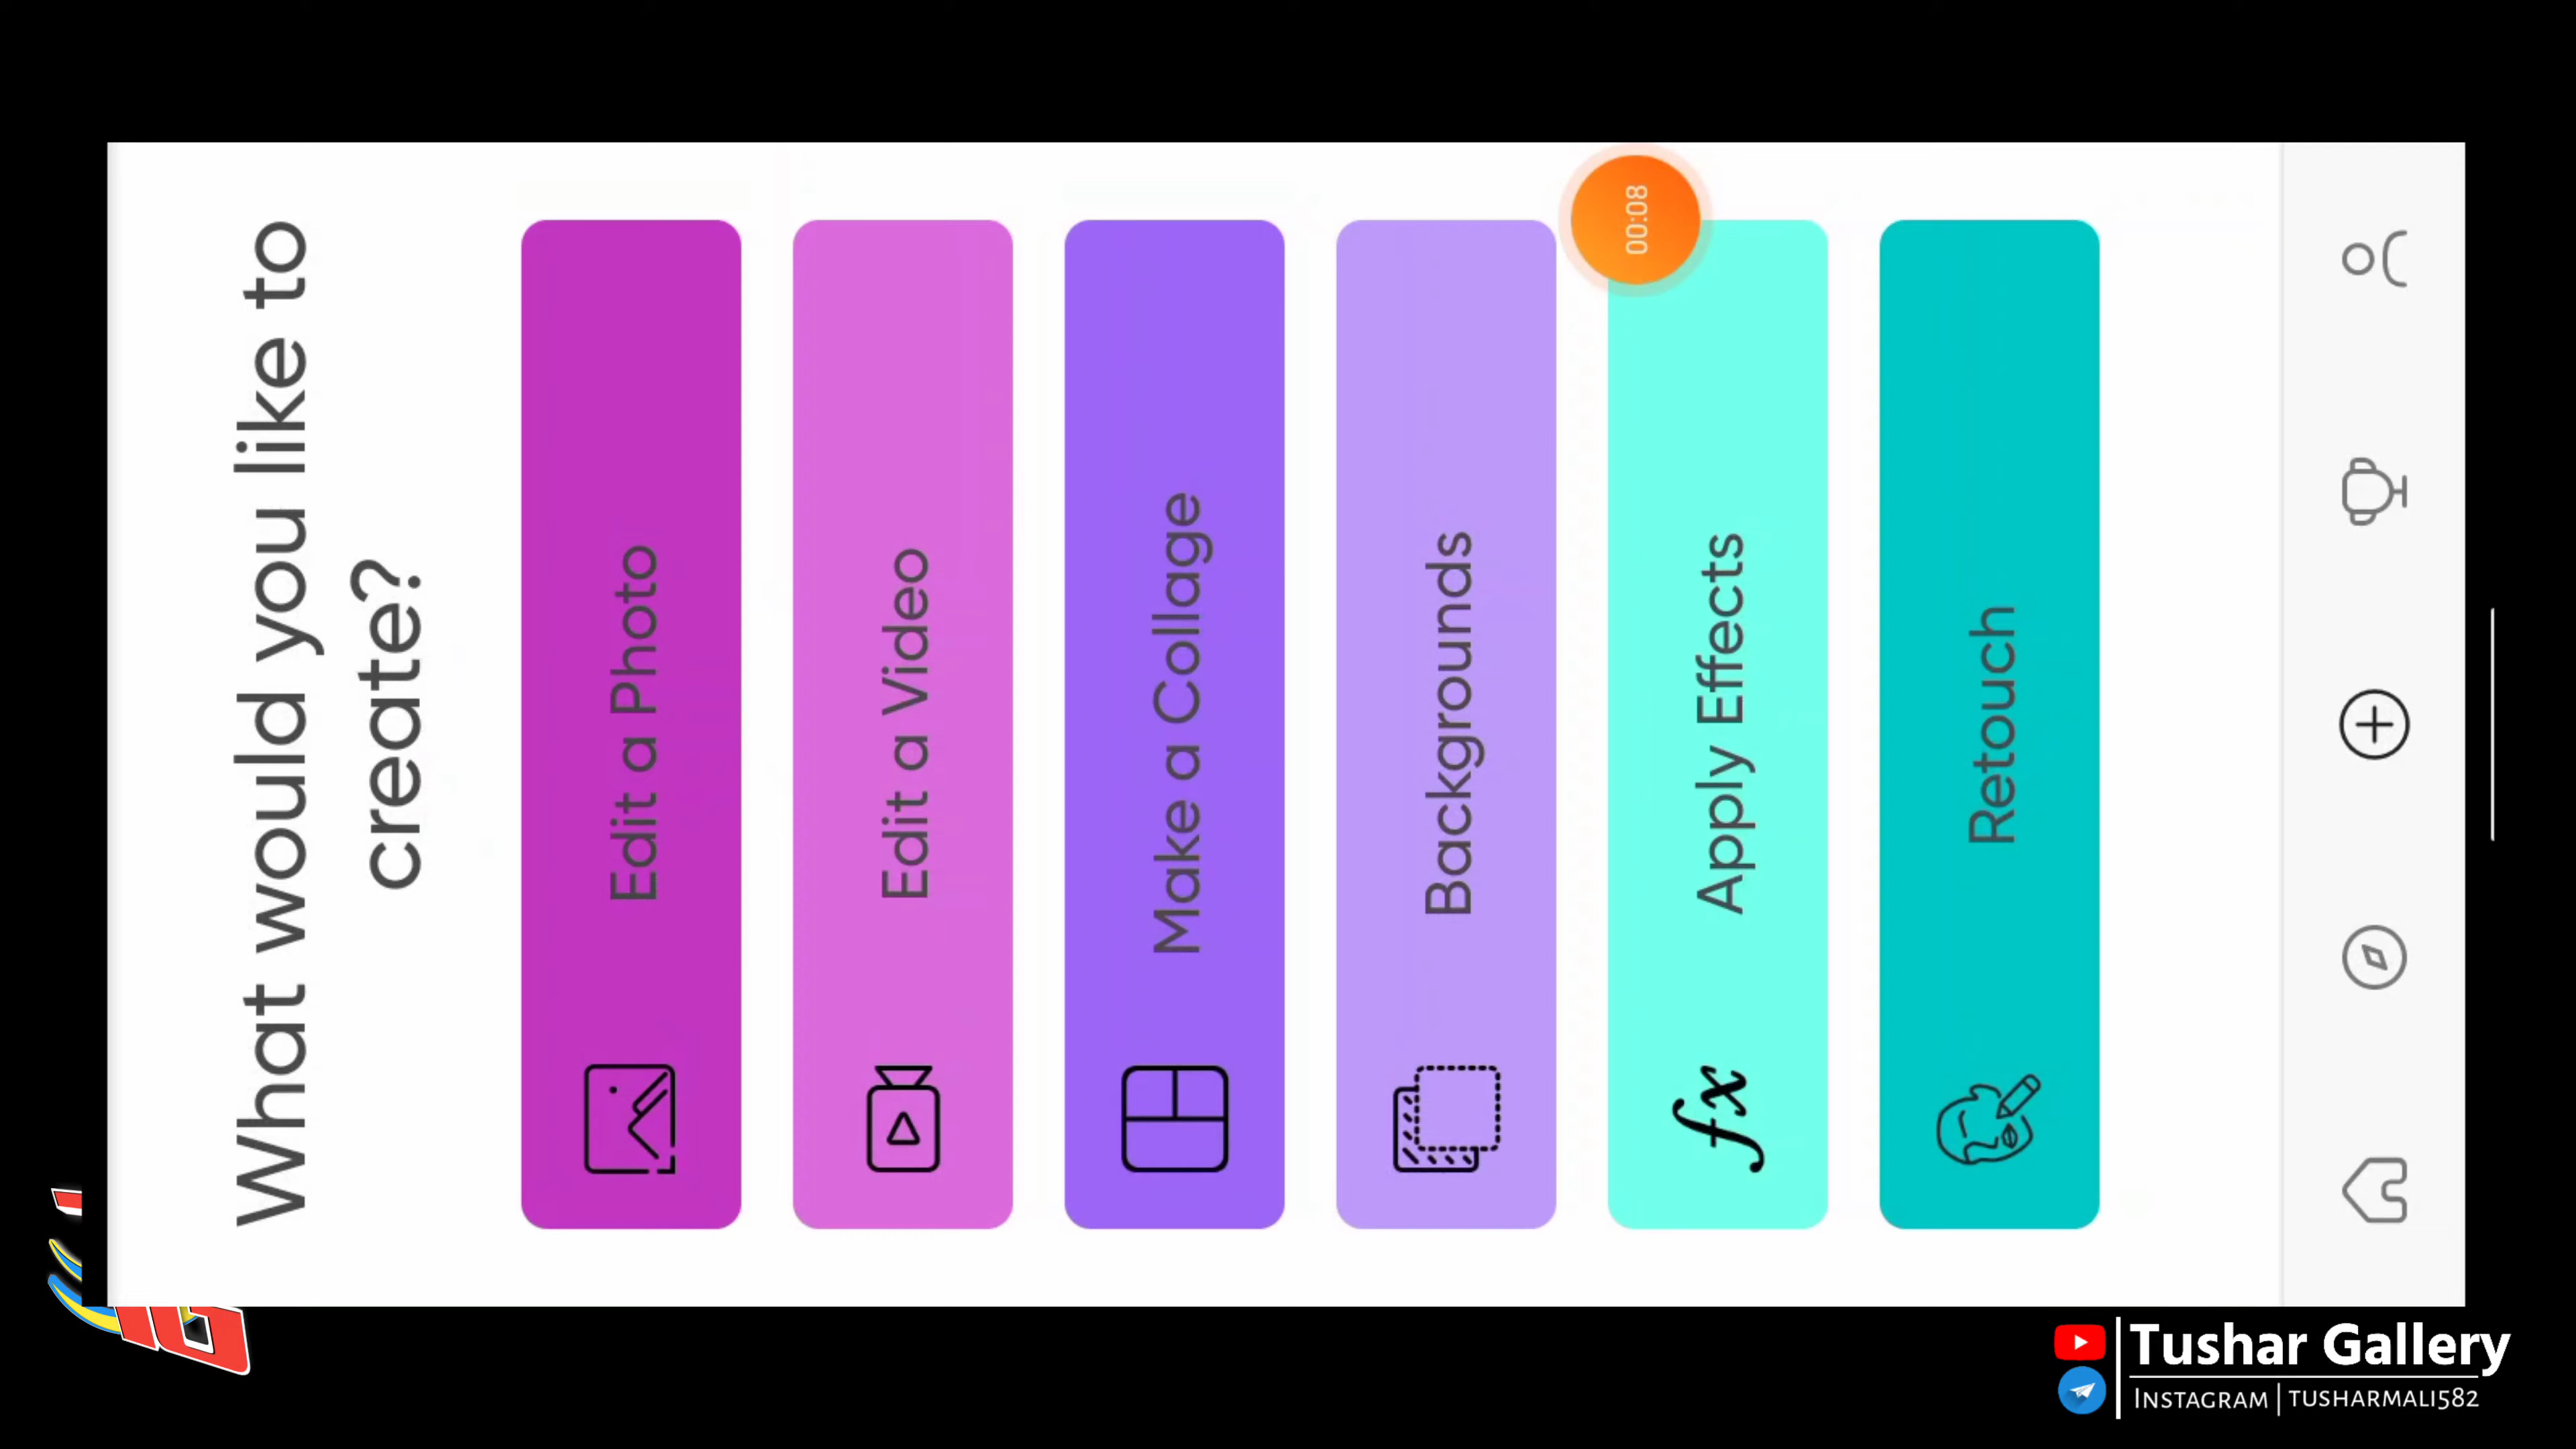 What would you like to
create?
Edit a Photo
Edit a Video
Make a Collage
Backgrounds
00:08
fx Apply Effects
Retouch
Tushar Gallery
INSTAGRAM | TUSHARMALI582